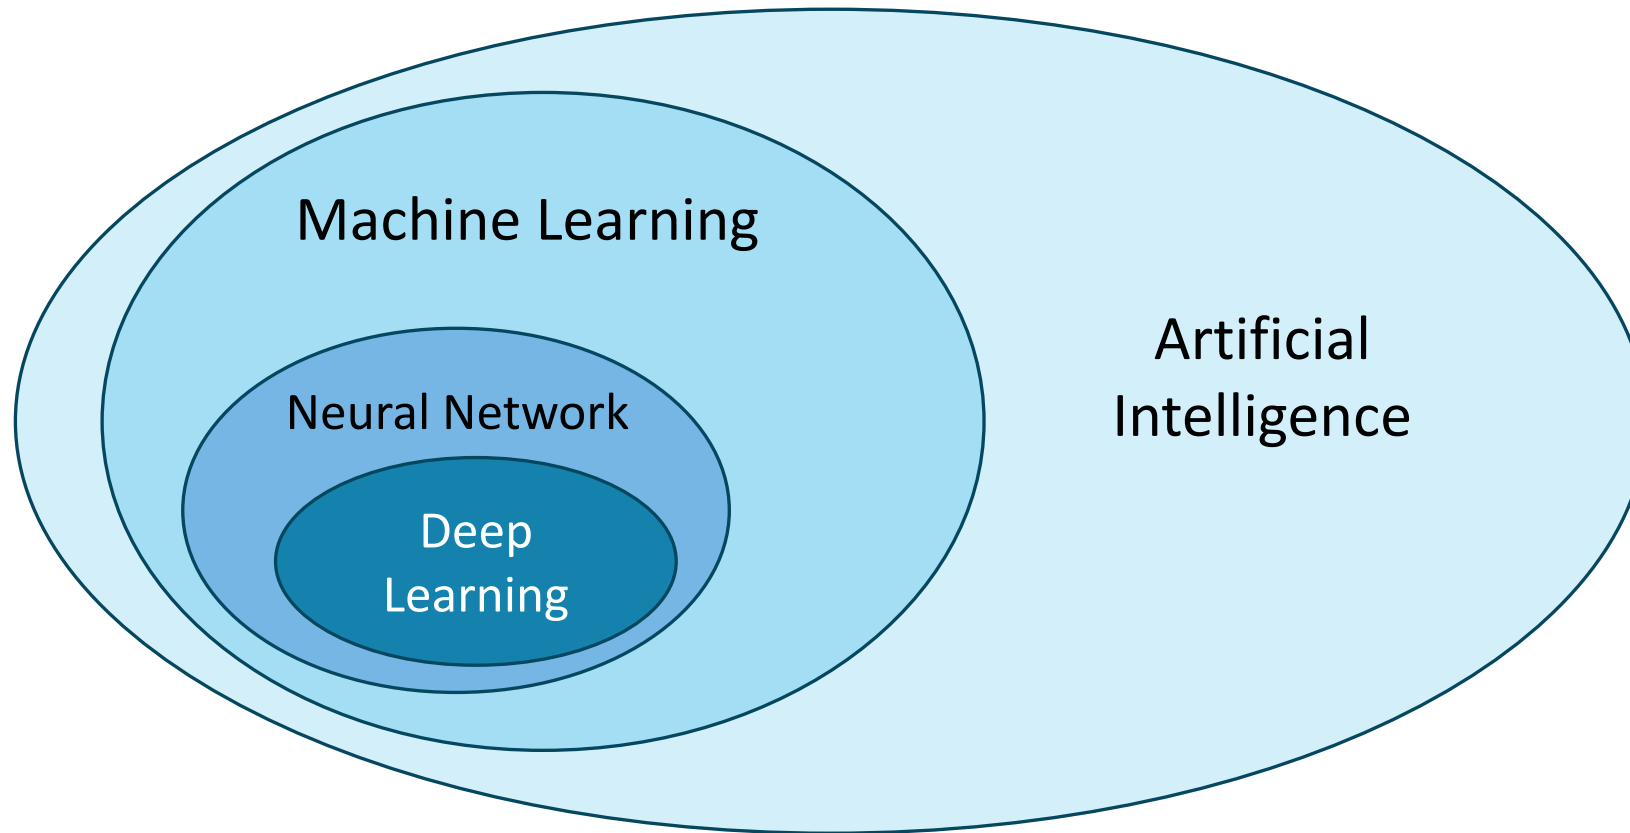 Machine Learning
Artificial
Intelligence
Neural Network
Deep
Learning